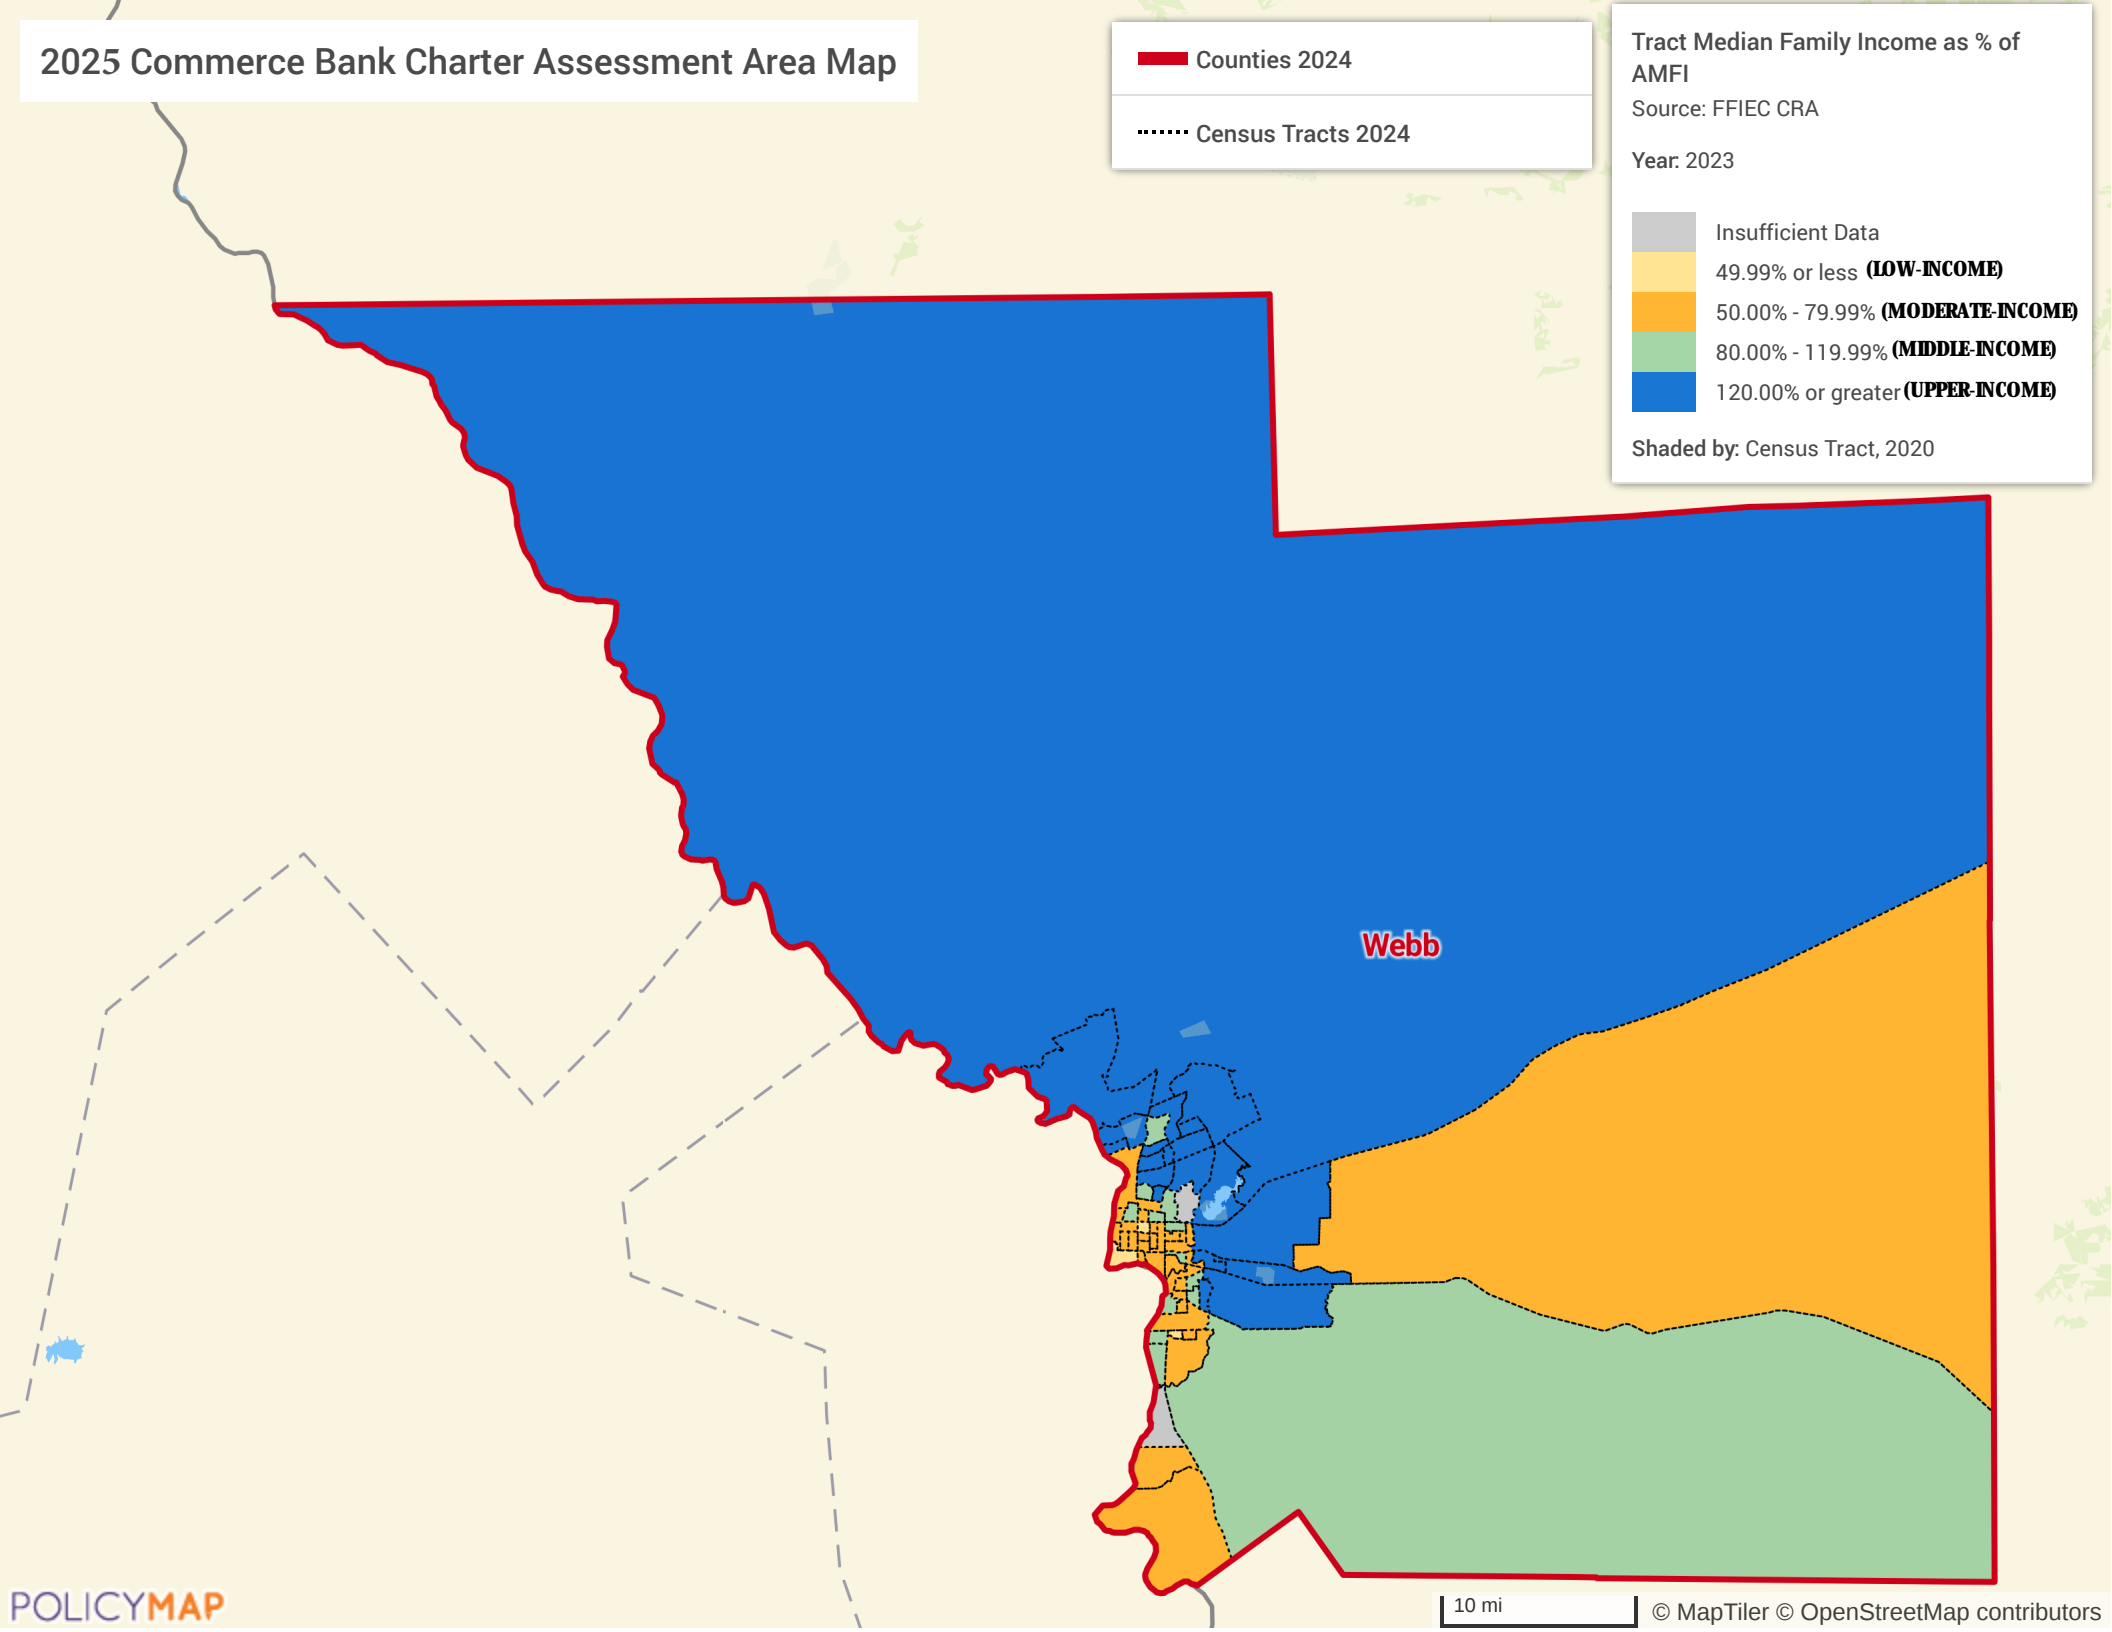 2025 Commerce Bank Charter Assessment Area Map
Counties 2024
Census Tracts 2024
Tract Median Family Income as % of
AMFI
Source: FFIEC CRA
Year: 2023
Insufficient Data
49.99% or less (LOW-INCOME)
50.00% - 79.99% (MODERATE-INCOME)
80.00% - 119.99% (MIDDLE-INCOME)
120.00% or greater (UPPER-INCOME)
Shaded by: Census Tract, 2020
Webb
POLICYMAP
10 mi
© MapTiler © OpenStreetMap contributors